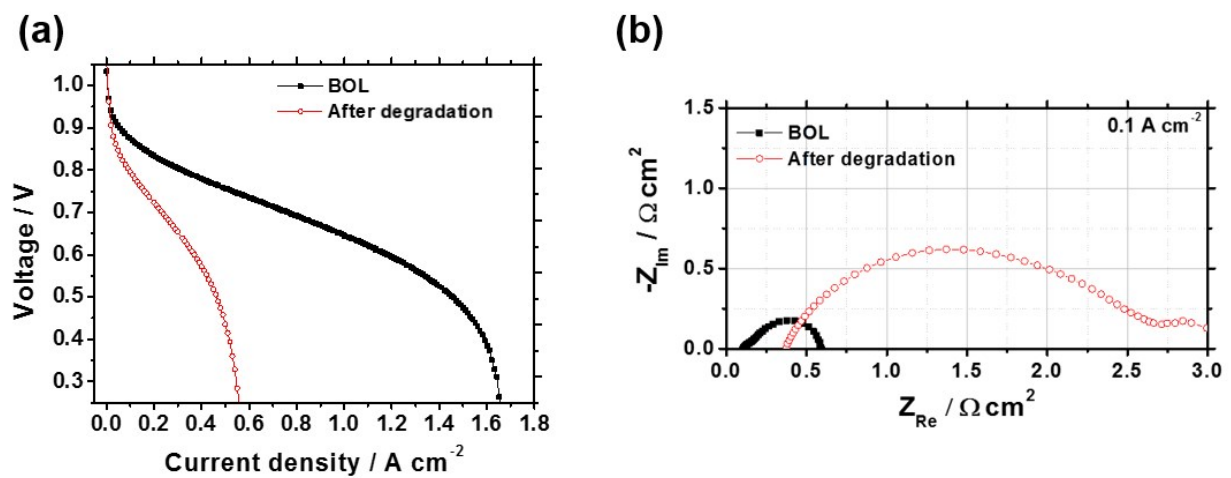 (a)
1.0
0.9
0.8
0.7
0.6
0.5
0.4
0.3
Voltage / V
BOL
After degradation
0.0 0.2 0.4 0.6 0.8 1.0 1.2 1.4 1.6 1.8
Current density / A cm-2
(b)
1.5
1.0
0.5
0.0
-ZIm / Ω cm2
BOL
After degradation
0.1 A cm-2
0.0 0.5 1.0 1.5 2.0 2.5 3.0
ZRe / Ω cm2